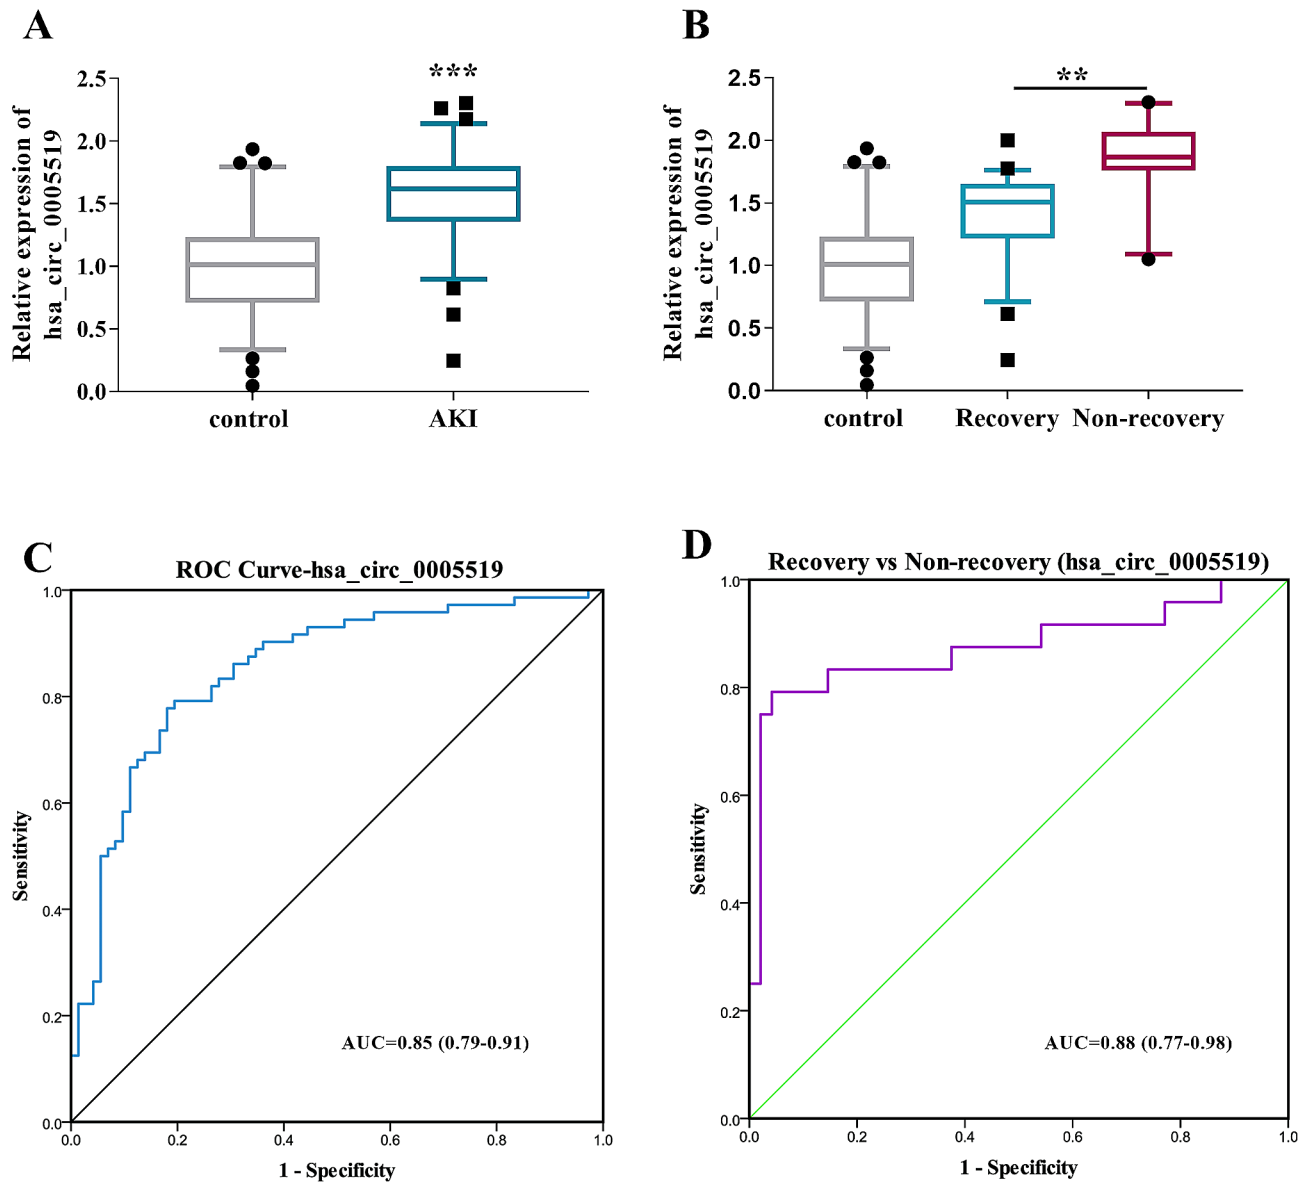 A
Relative expression of
hsa_circ_0005519
2.5
2.0
1.5
1.0
0.5
0.0
***
control
AKI
B
Relative expression of
hsa_circ_0005519
2.5
2.0
1.5
1.0
0.5
0.0
**
control
Recovery
Non-recovery
C
ROC Curve-hsa_circ_0005519
Sensitivity
1.0
0.8
0.6
0.4
0.2
0.0
AUC=0.85 (0.79-0.91)
0.0 0.2 0.4 0.6 0.8 1.0
1 - Specificity
D
Recovery vs Non-recovery (hsa_circ_0005519)
Sensitivity
1.0
0.8
0.6
0.4
0.2
0.0
AUC=0.88 (0.77-0.98)
0.0 0.2 0.4 0.6 0.8 1.0
1 - Specificity